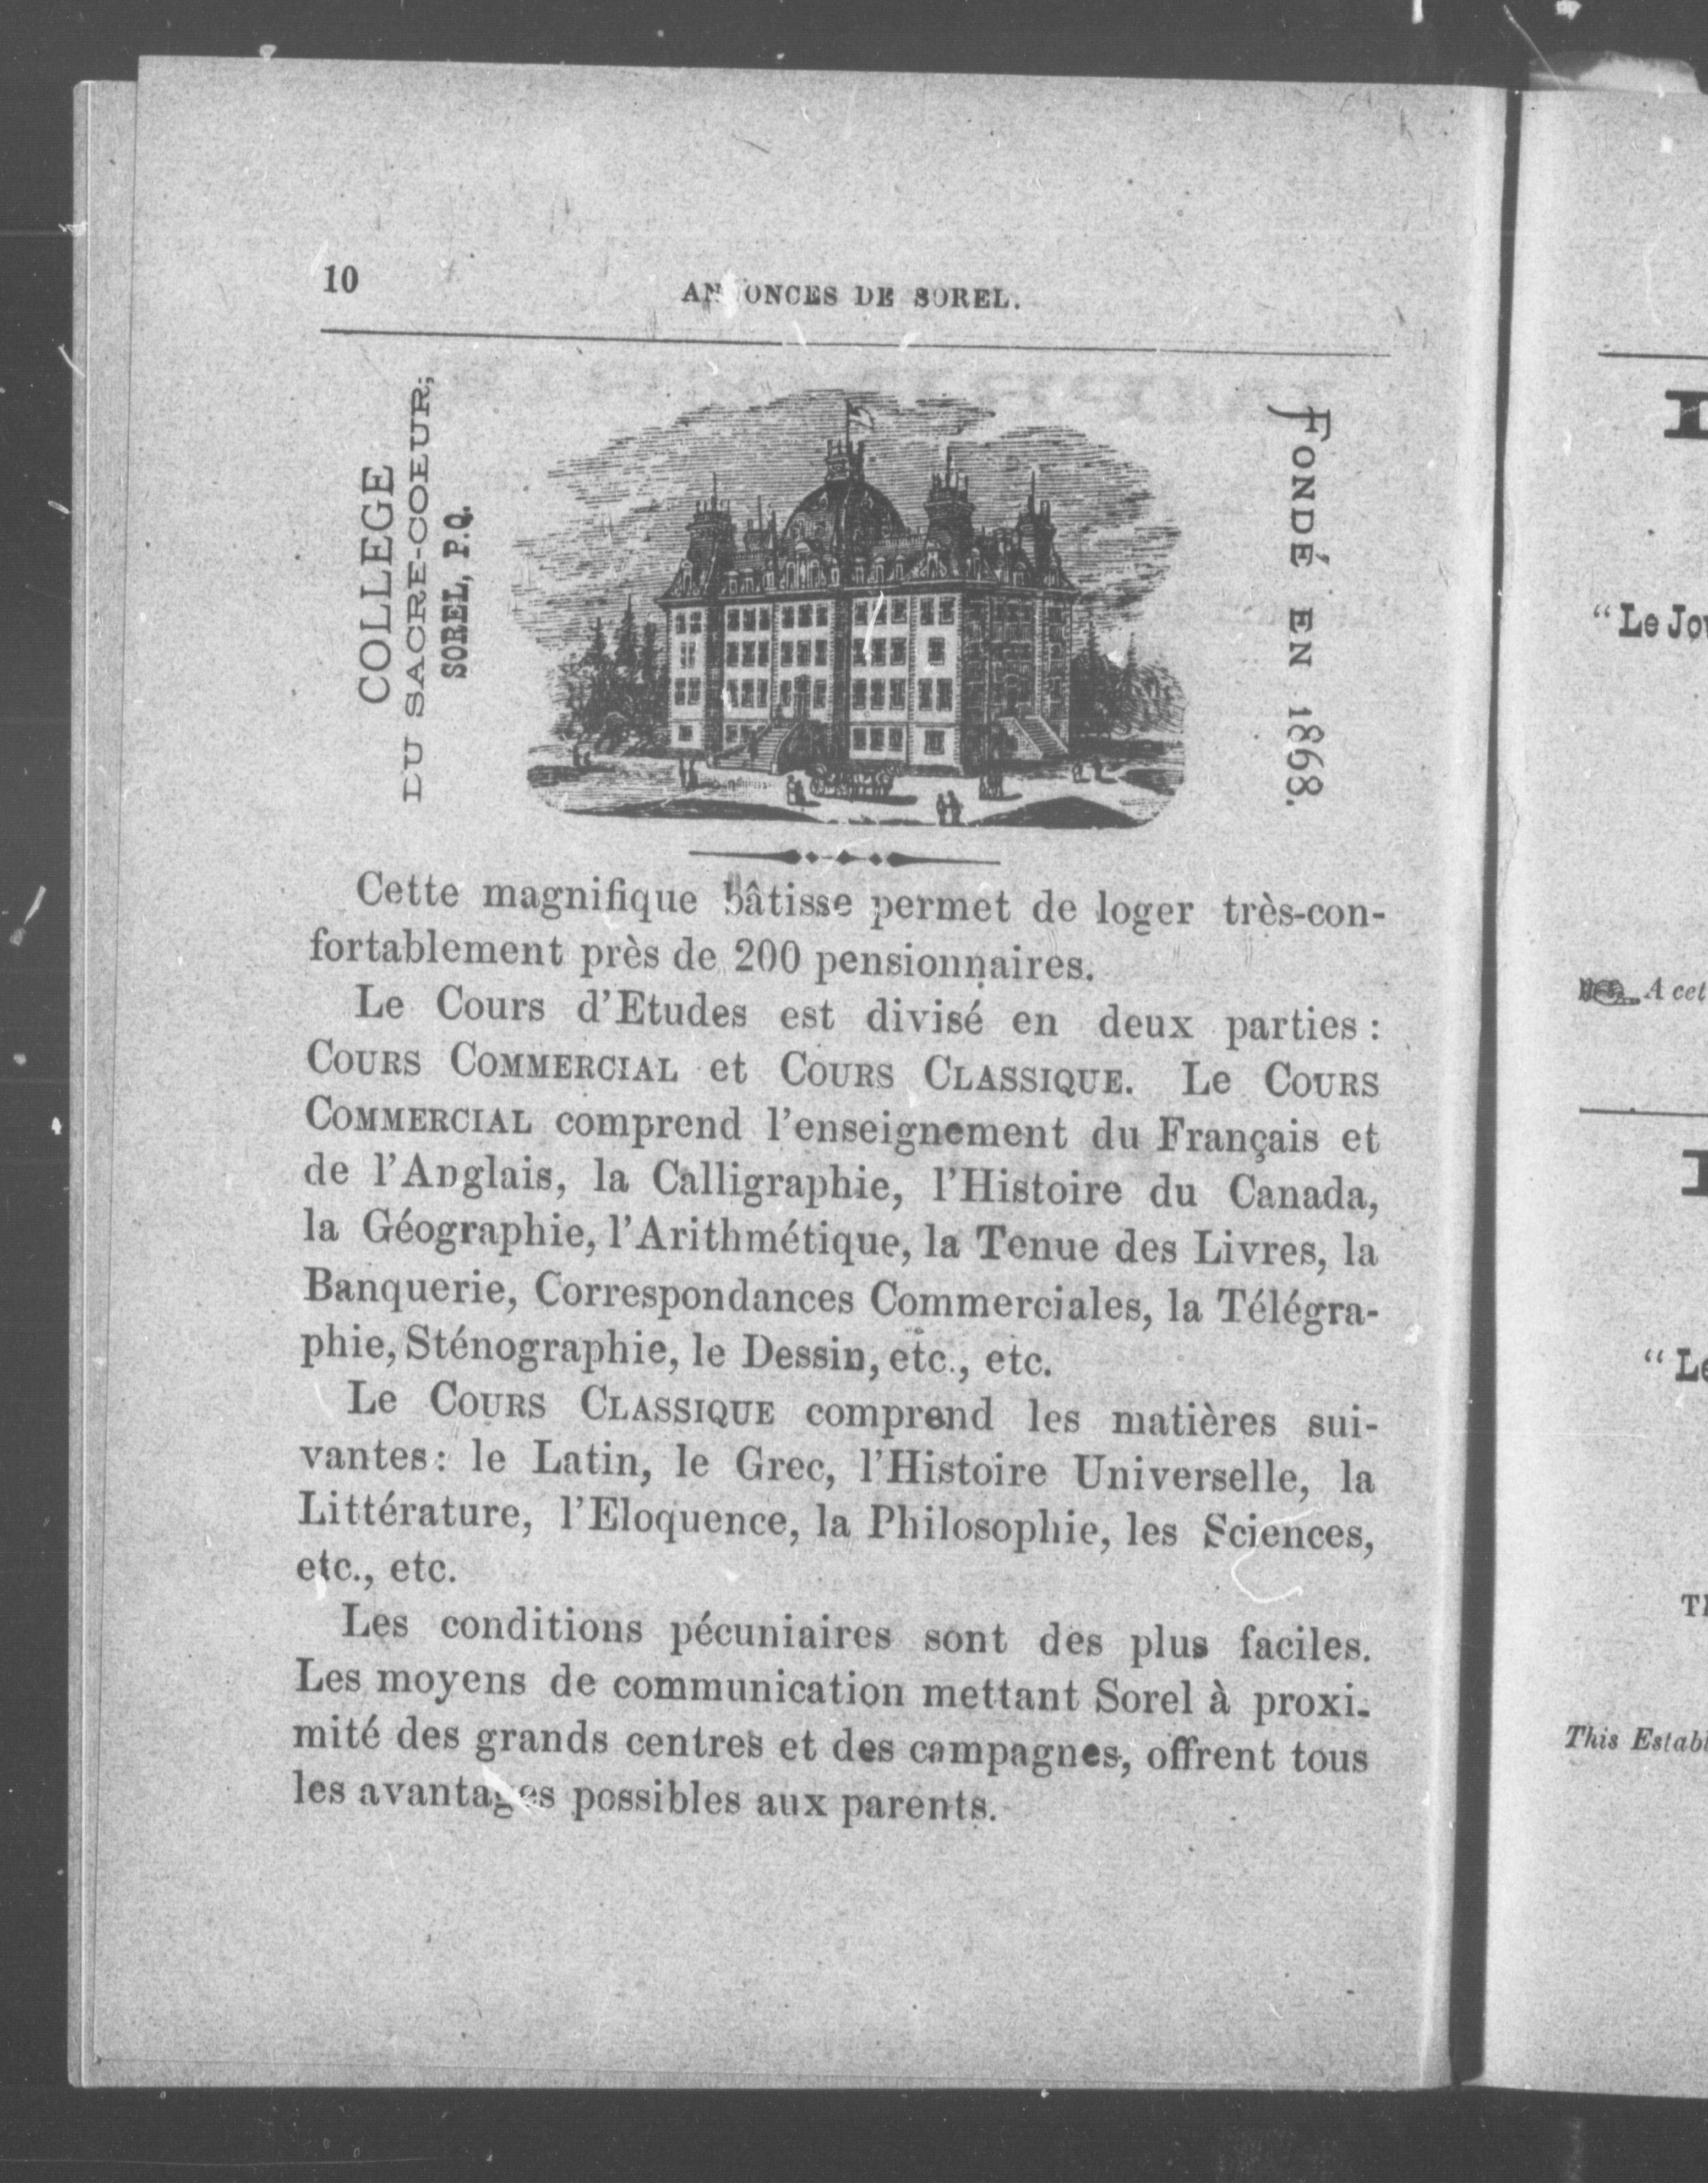 10
ANNONCES DE SOREL.
COLLEGE
DU SACRE-COEUR;
SOREL, P.Q.
FONDÉ EN 1868.
Cette magnifique bâtisse permet de loger très-con-
fortablement près de 200 pensionnaires.
Le Cours d'Etudes est divisé en deux parties :
COURS COMMERCIAL et COURS CLASSIQUE. Le COURS
COMMERCIAL comprend l'enseignement du Français et
de l'Anglais, la Calligraphie, l'Histoire du Canada,
la Géographie, l'Arithmétique, la Tenue des Livres, la
Banquerie, Correspondances Commerciales, la Télégra-
phie, Sténographie, le Dessin, etc., etc.
Le COURS CLASSIQUE comprend les matières sui-
vantes : le Latin, le Grec, l'Histoire Universelle, la
Littérature, l'Eloquence, la Philosophie, les Sciences,
etc., etc.
Les conditions pécuniaires sont des plus faciles.
Les moyens de communication mettant Sorel à proxi-
mité des grands centres et des campagnes, offrent tous
les avantages possibles aux parents.
"Le
A
"
This